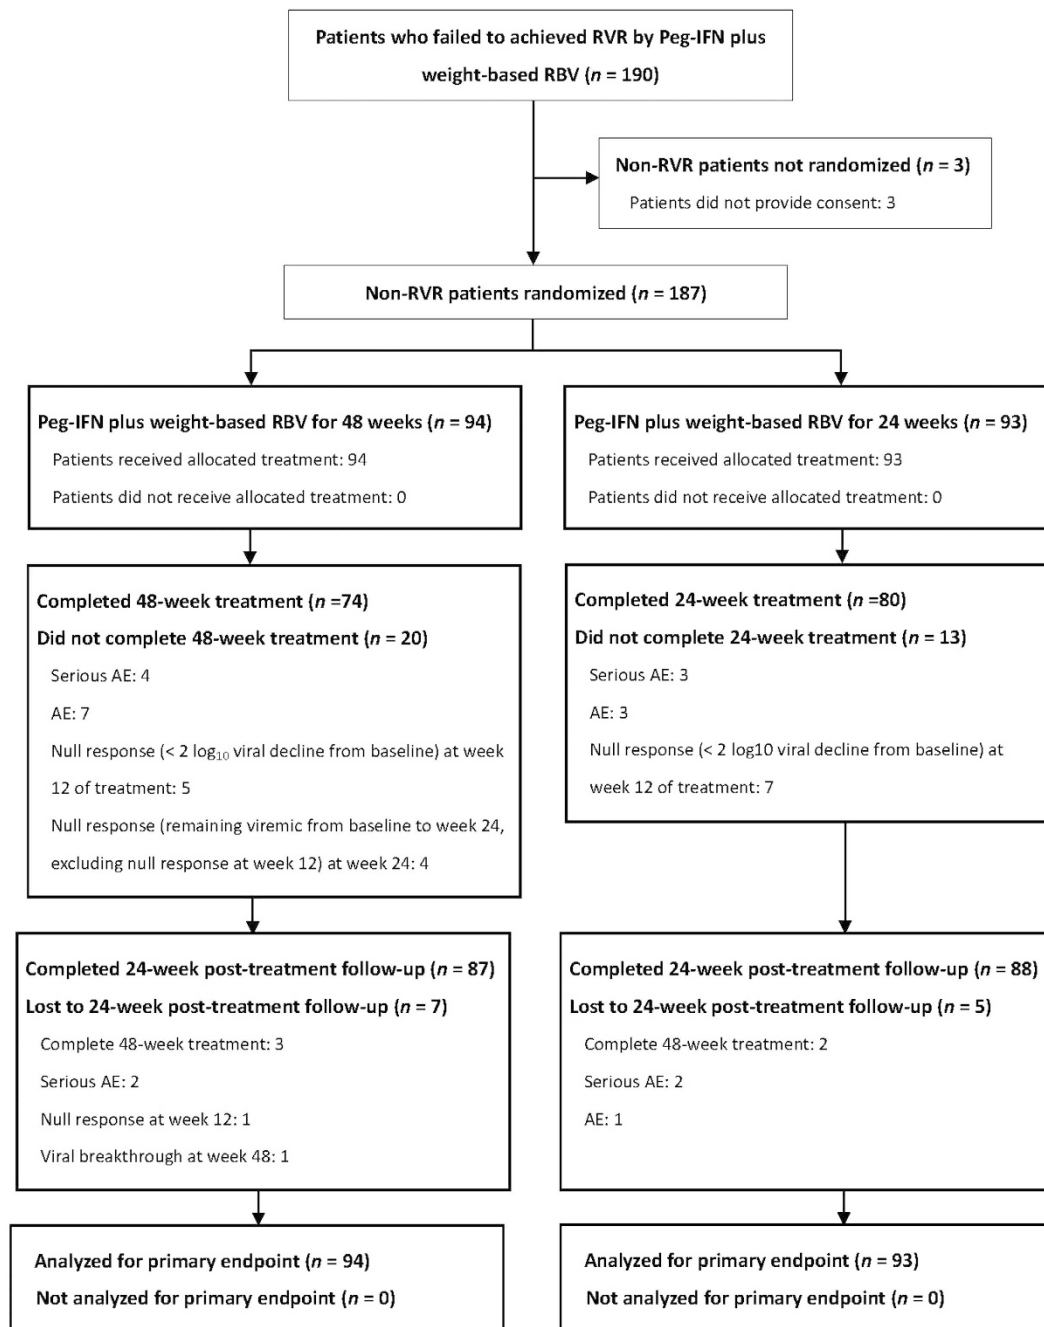 Patients who failed to achieved RVR by Peg-IFN plus
weight-based RBV (n = 190)
Non-RVR patients not randomized (n = 3)
Patients did not provide consent: 3
Non-RVR patients randomized (n = 187)
Peg-IFN plus weight-based RBV for 48 weeks (n = 94)
Patients received allocated treatment: 94
Patients did not receive allocated treatment: 0
Peg-IFN plus weight-based RBV for 24 weeks (n = 93)
Patients received allocated treatment: 93
Patients did not receive allocated treatment: 0
Completed 48-week treatment (n =74)
Did not complete 48-week treatment (n = 20)
Serious AE: 4
AE: 7
Null response (< 2 log₁₀ viral decline from baseline) at week
12 of treatment: 5
Null response (remaining viremic from baseline to week 24,
excluding null response at week 12) at week 24: 4
Completed 24-week treatment (n =80)
Did not complete 24-week treatment (n = 13)
Serious AE: 3
AE: 3
Null response (< 2 log10 viral decline from baseline) at
week 12 of treatment: 7
Completed 24-week post-treatment follow-up (n = 87)
Lost to 24-week post-treatment follow-up (n = 7)
Complete 48-week treatment: 3
Serious AE: 2
Null response at week 12: 1
Viral breakthrough at week 48: 1
Completed 24-week post-treatment follow-up (n = 88)
Lost to 24-week post-treatment follow-up (n = 5)
Complete 48-week treatment: 2
Serious AE: 2
AE: 1
Analyzed for primary endpoint (n = 94)
Not analyzed for primary endpoint (n = 0)
Analyzed for primary endpoint (n = 93)
Not analyzed for primary endpoint (n = 0)